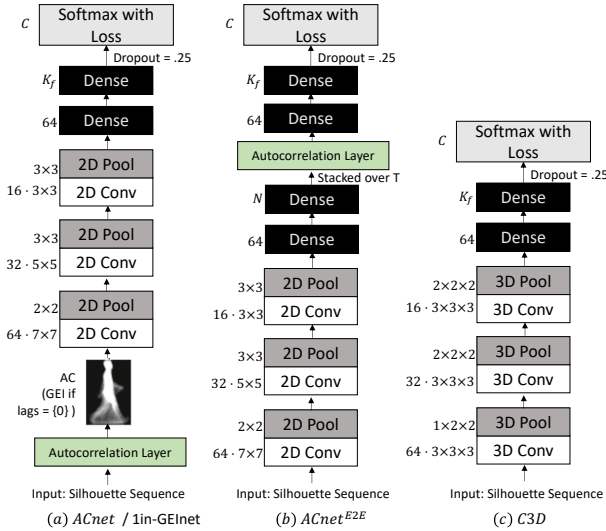 C
Softmax with
Loss
Dropout = .25
K_f
Dense
64
Dense
3×3
2D Pool
16 · 3×3
2D Conv
3×3
2D Pool
32 · 5×5
2D Conv
2×2
2D Pool
64 · 7×7
2D Conv
AC
(GEI if
lags = {0} )
Autocorrelation Layer
Input: Silhouette Sequence
(a) ACnet / 1in-GEInet
C
Softmax with
Loss
Dropout = .25
K_f
Dense
64
Dense
Autocorrelation Layer
Stacked over T
N
Dense
64
Dense
3×3
2D Pool
16 · 3×3
2D Conv
3×3
2D Pool
32 · 5×5
2D Conv
2×2
2D Pool
64 · 7×7
2D Conv
Input: Silhouette Sequence
(b) ACnet^E2E
C
Softmax with
Loss
Dropout = .25
K_f
Dense
64
Dense
2×2×2
3D Pool
16 · 3×3×3
3D Conv
2×2×2
3D Pool
32 · 3×3×3
3D Conv
1×2×2
3D Pool
64 · 3×3×3
3D Conv
Input: Silhouette Sequence
(c) C3D